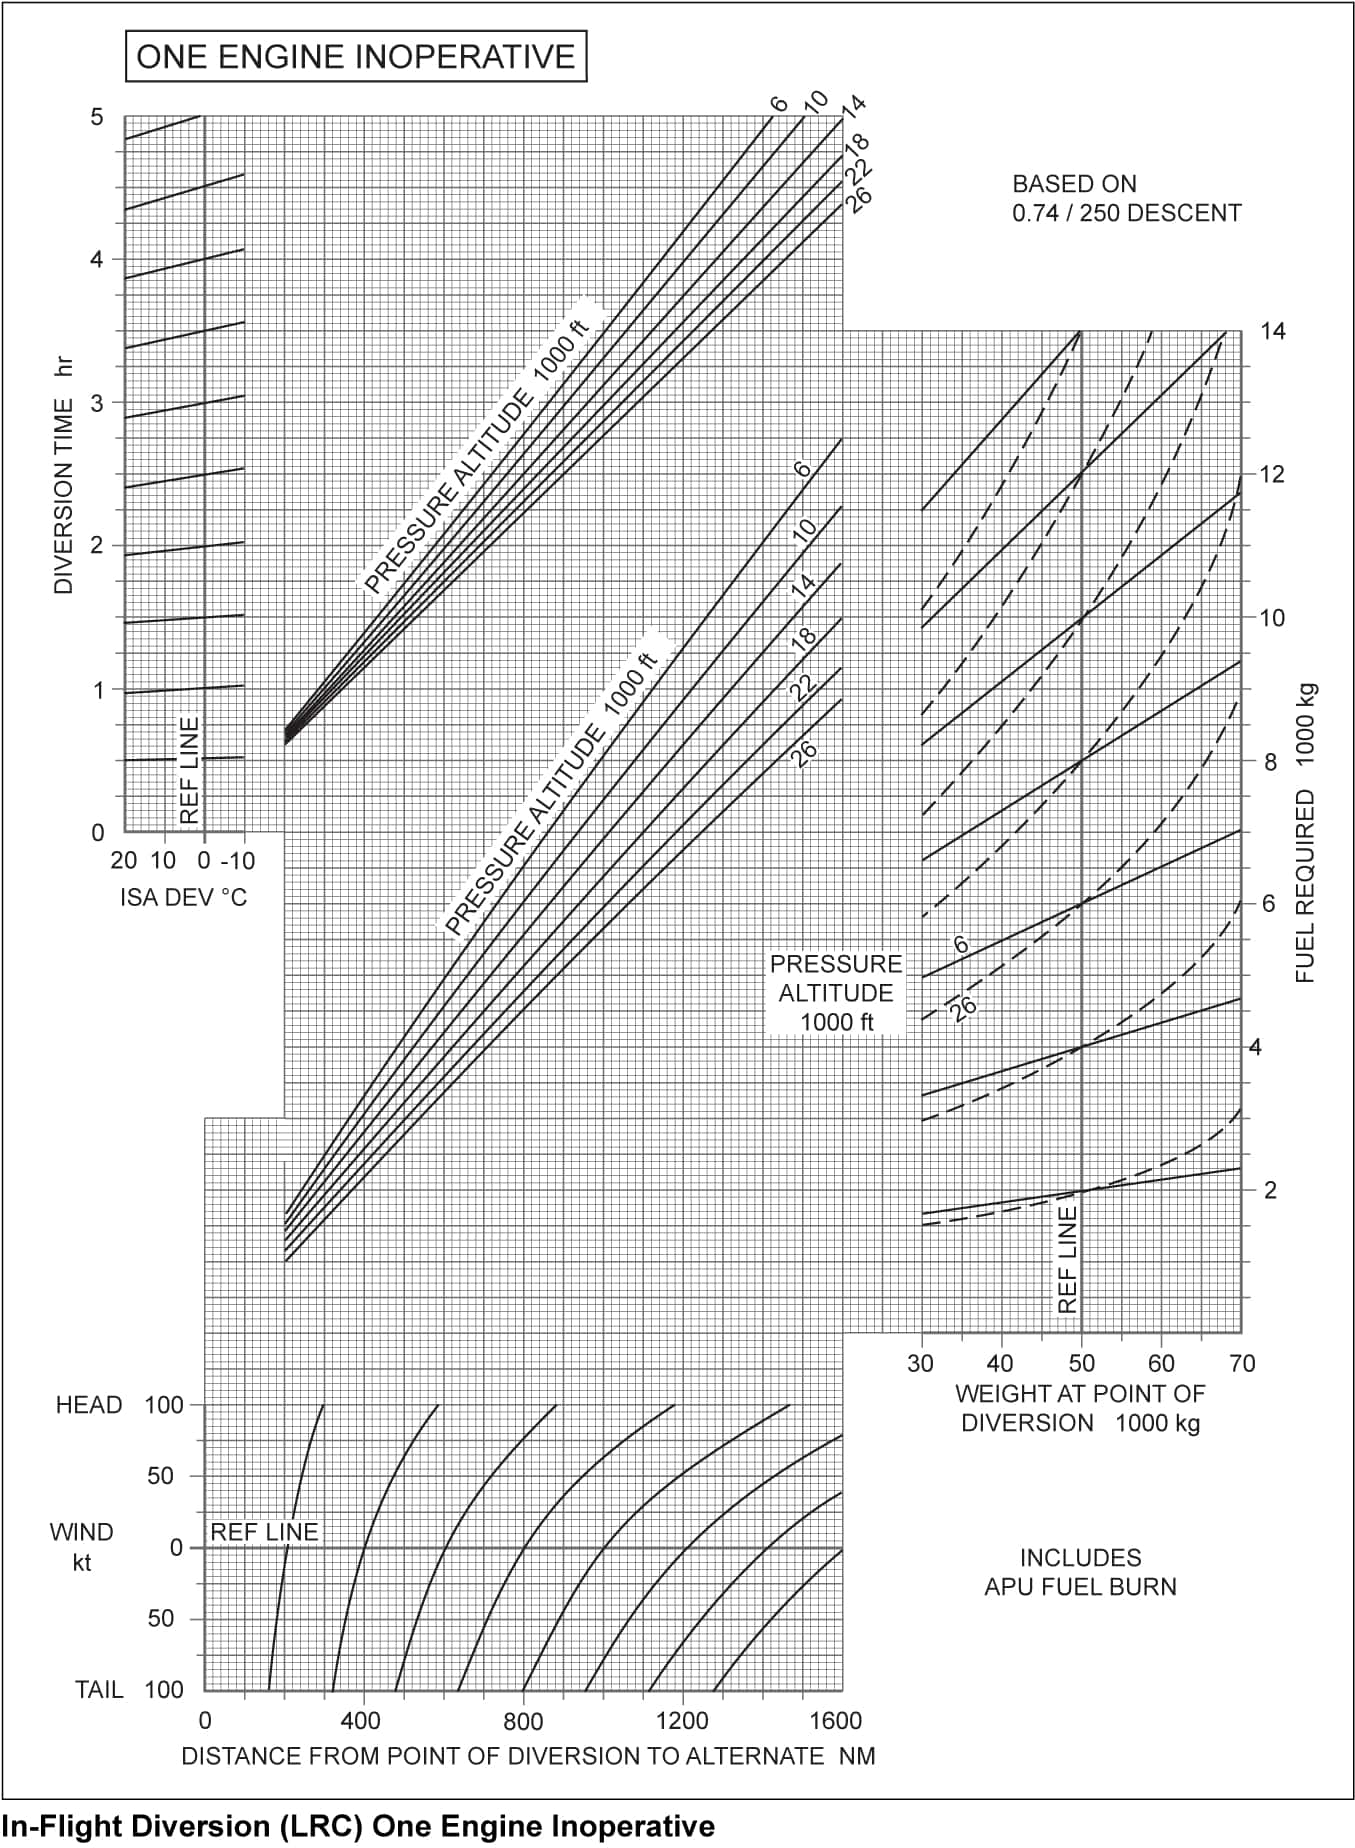 ONE ENGINE INOPERATIVE
6 10 14 18 22 26
5
4
3
2
1
0
DIVERSION TIME hr
REF LINE
20 10 0 -10
ISA DEV °C
PRESSURE ALTITUDE 1000 ft
BASED ON
0.74 / 250 DESCENT
PRESSURE ALTITUDE 1000 ft
6
10
14
18
22
26
14
12
10
8
6
4
2
FUEL REQUIRED 1000 kg
PRESSURE
ALTITUDE
1000 ft
6
26
REF LINE
30 40 50 60 70
WEIGHT AT POINT OF
DIVERSION 1000 kg
HEAD 100
50
WIND
kt
0
REF LINE
50
TAIL 100
0 400 800 1200 1600
DISTANCE FROM POINT OF DIVERSION TO ALTERNATE NM
INCLUDES
APU FUEL BURN
In-Flight Diversion (LRC) One Engine Inoperative